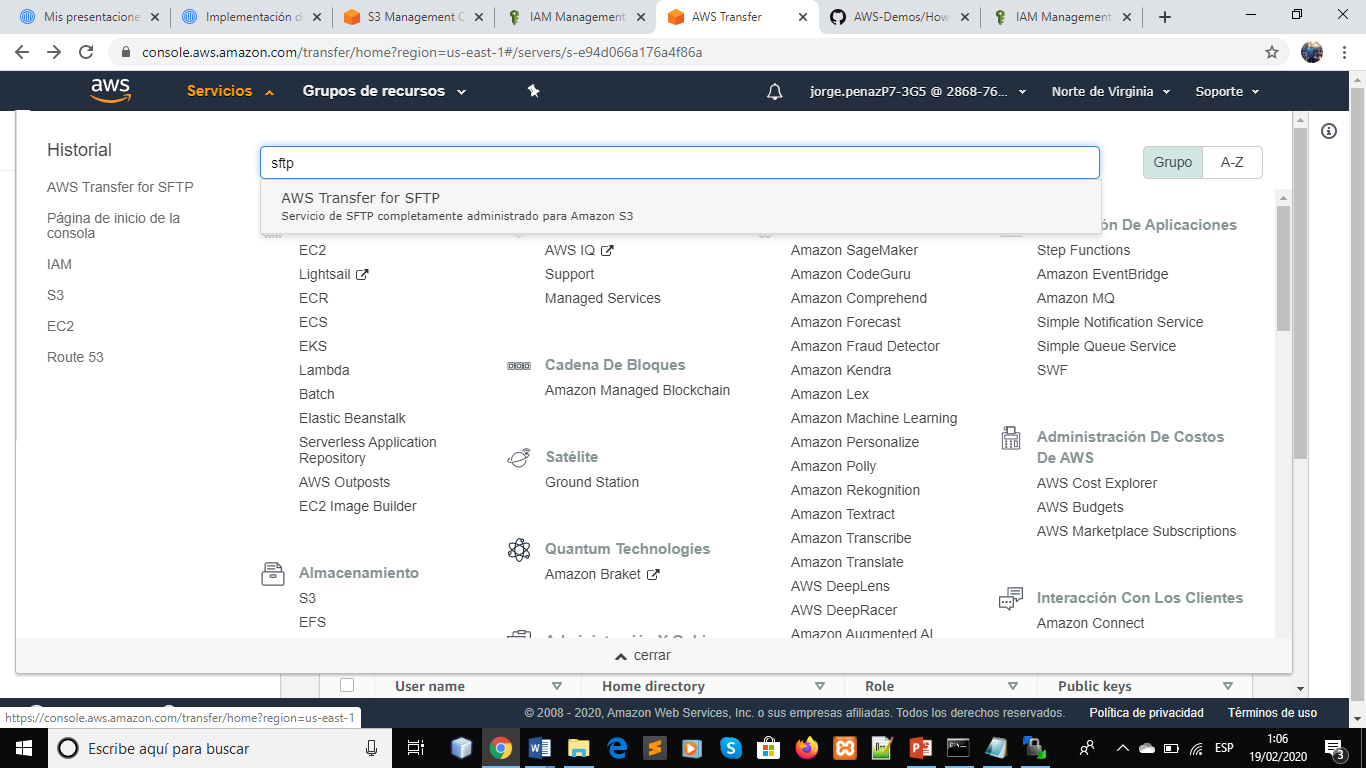 Mis presentacione
Implementación d
S3 Management C
IAM Management
AWS Transfer
AWS-Demos/How
IAM Management
console.aws.amazon.com/transfer/home?region=us-east-1#/servers/s-e94d066a176a4f86a
aws
Servicios
Grupos de recursos
jorge.penazP7-3G5 @ 2868-76...
Norte de Virginia
Soporte
Historial
AWS Transfer for SFTP
Página de inicio de la
consola
IAM
S3
EC2
Route 53
sftp
Grupo
A-Z
AWS Transfer for SFTP
Servicio de SFTP completamente administrado para Amazon S3
EC2
Lightsail
ECR
ECS
EKS
Lambda
Batch
Elastic Beanstalk
Serverless Application
Repository
AWS Outposts
EC2 Image Builder
Almacenamiento
S3
EFS
AWS IQ
Support
Managed Services
Cadena De Bloques
Amazon Managed Blockchain
Satélite
Ground Station
Quantum Technologies
Amazon Braket
Amazon SageMaker
Amazon CodeGuru
Amazon Comprehend
Amazon Forecast
Amazon Fraud Detector
Amazon Kendra
Amazon Lex
Amazon Machine Learning
Amazon Personalize
Amazon Polly
Amazon Rekognition
Amazon Textract
Amazon Transcribe
Amazon Translate
AWS DeepLens
AWS DeepRacer
Amazon Augmented AI
ón De Aplicaciones
Step Functions
Amazon EventBridge
Amazon MQ
Simple Notification Service
Simple Queue Service
SWF
Administración De Costos
De AWS
AWS Cost Explorer
AWS Budgets
AWS Marketplace Subscriptions
Interacción Con Los Clientes
Amazon Connect
cerrar
User name
Home directory
Role
Public keys
https://console.aws.amazon.com/transfer/home?region=us-east-1
© 2008 - 2020, Amazon Web Services, Inc. o sus empresas afiliadas. Todos los derechos reservados.
Política de privacidad
Términos de uso
Escribe aquí para buscar
ESP
1:06
19/02/2020
3